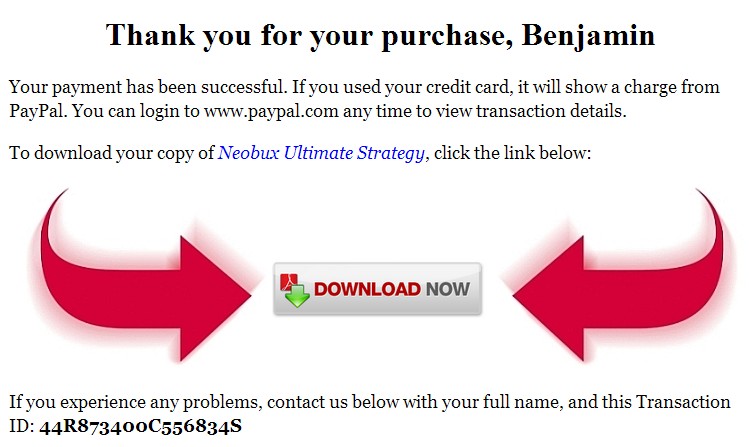 Thank you for your purchase, Benjamin
Your payment has been successful. If you used your credit card, it will show a charge from
PayPal. You can login to www.paypal.com any time to view transaction details.
To download your copy of Neobux Ultimate Strategy, click the link below:
DOWNLOAD NOW
If you experience any problems, contact us below with your full name, and this Transaction
ID: 44R873400C556834S